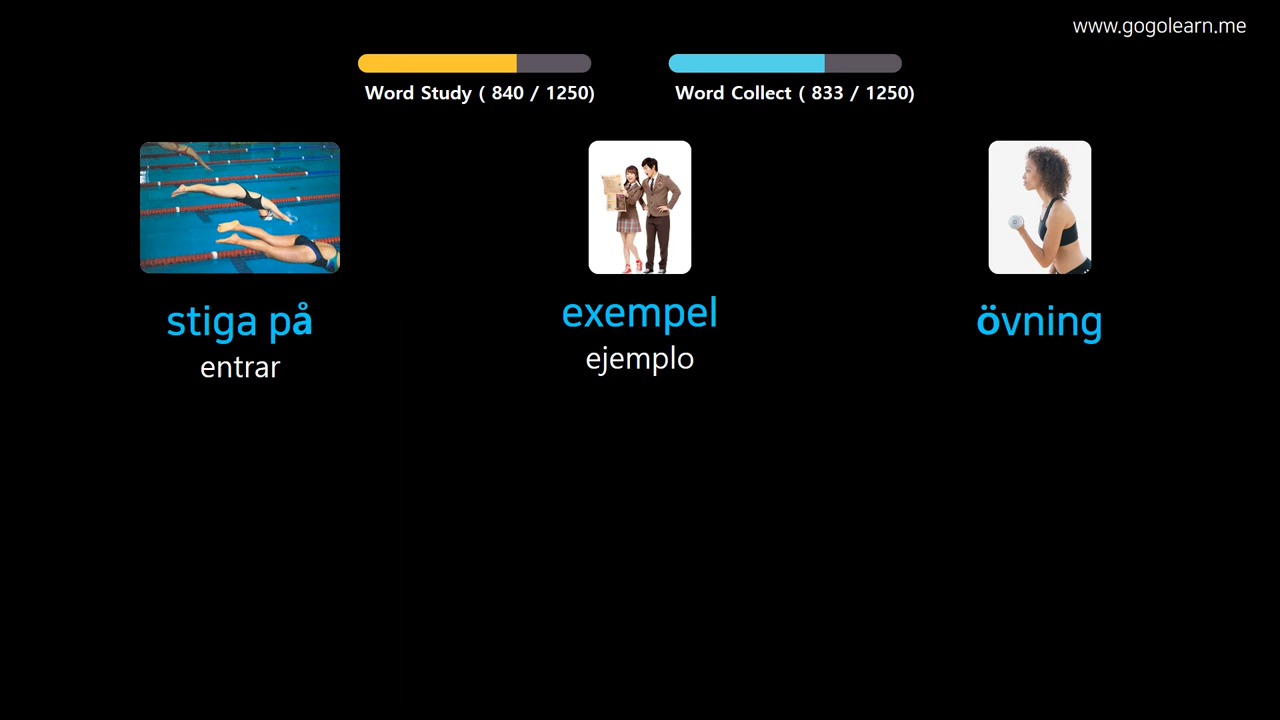 www.gogolearn.me
Word Study ( 840 / 1250)
Word Collect ( 833 / 1250)
stiga på
entrar
exempel
ejemplo
övning